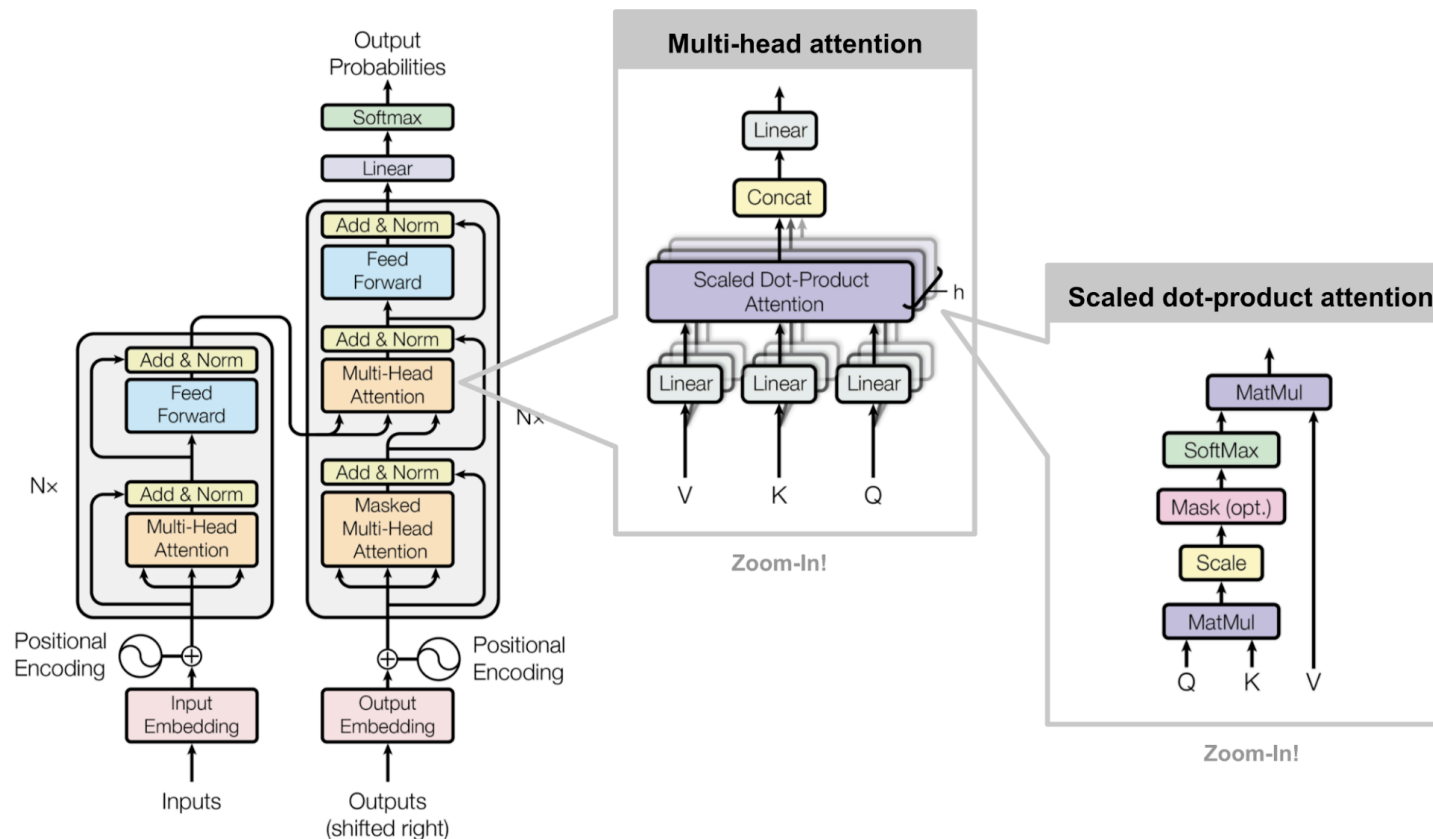 Output
Probabilities
Softmax
Linear
Add & Norm
Feed
Forward
Add & Norm
Multi-Head
Attention
Add & Norm
Masked
Multi-Head
Attention
N×
Positional
Encoding
Output
Embedding
Outputs
(shifted right)
Add & Norm
Feed
Forward
Add & Norm
Multi-Head
Attention
N×
Positional
Encoding
Input
Embedding
Inputs
Multi-head attention
Linear
Concat
Scaled Dot-Product
Attention
h
Linear
Linear
Linear
V
K
Q
Zoom-In!
Scaled dot-product attention
MatMul
SoftMax
Mask (opt.)
Scale
MatMul
Q
K
V
Zoom-In!